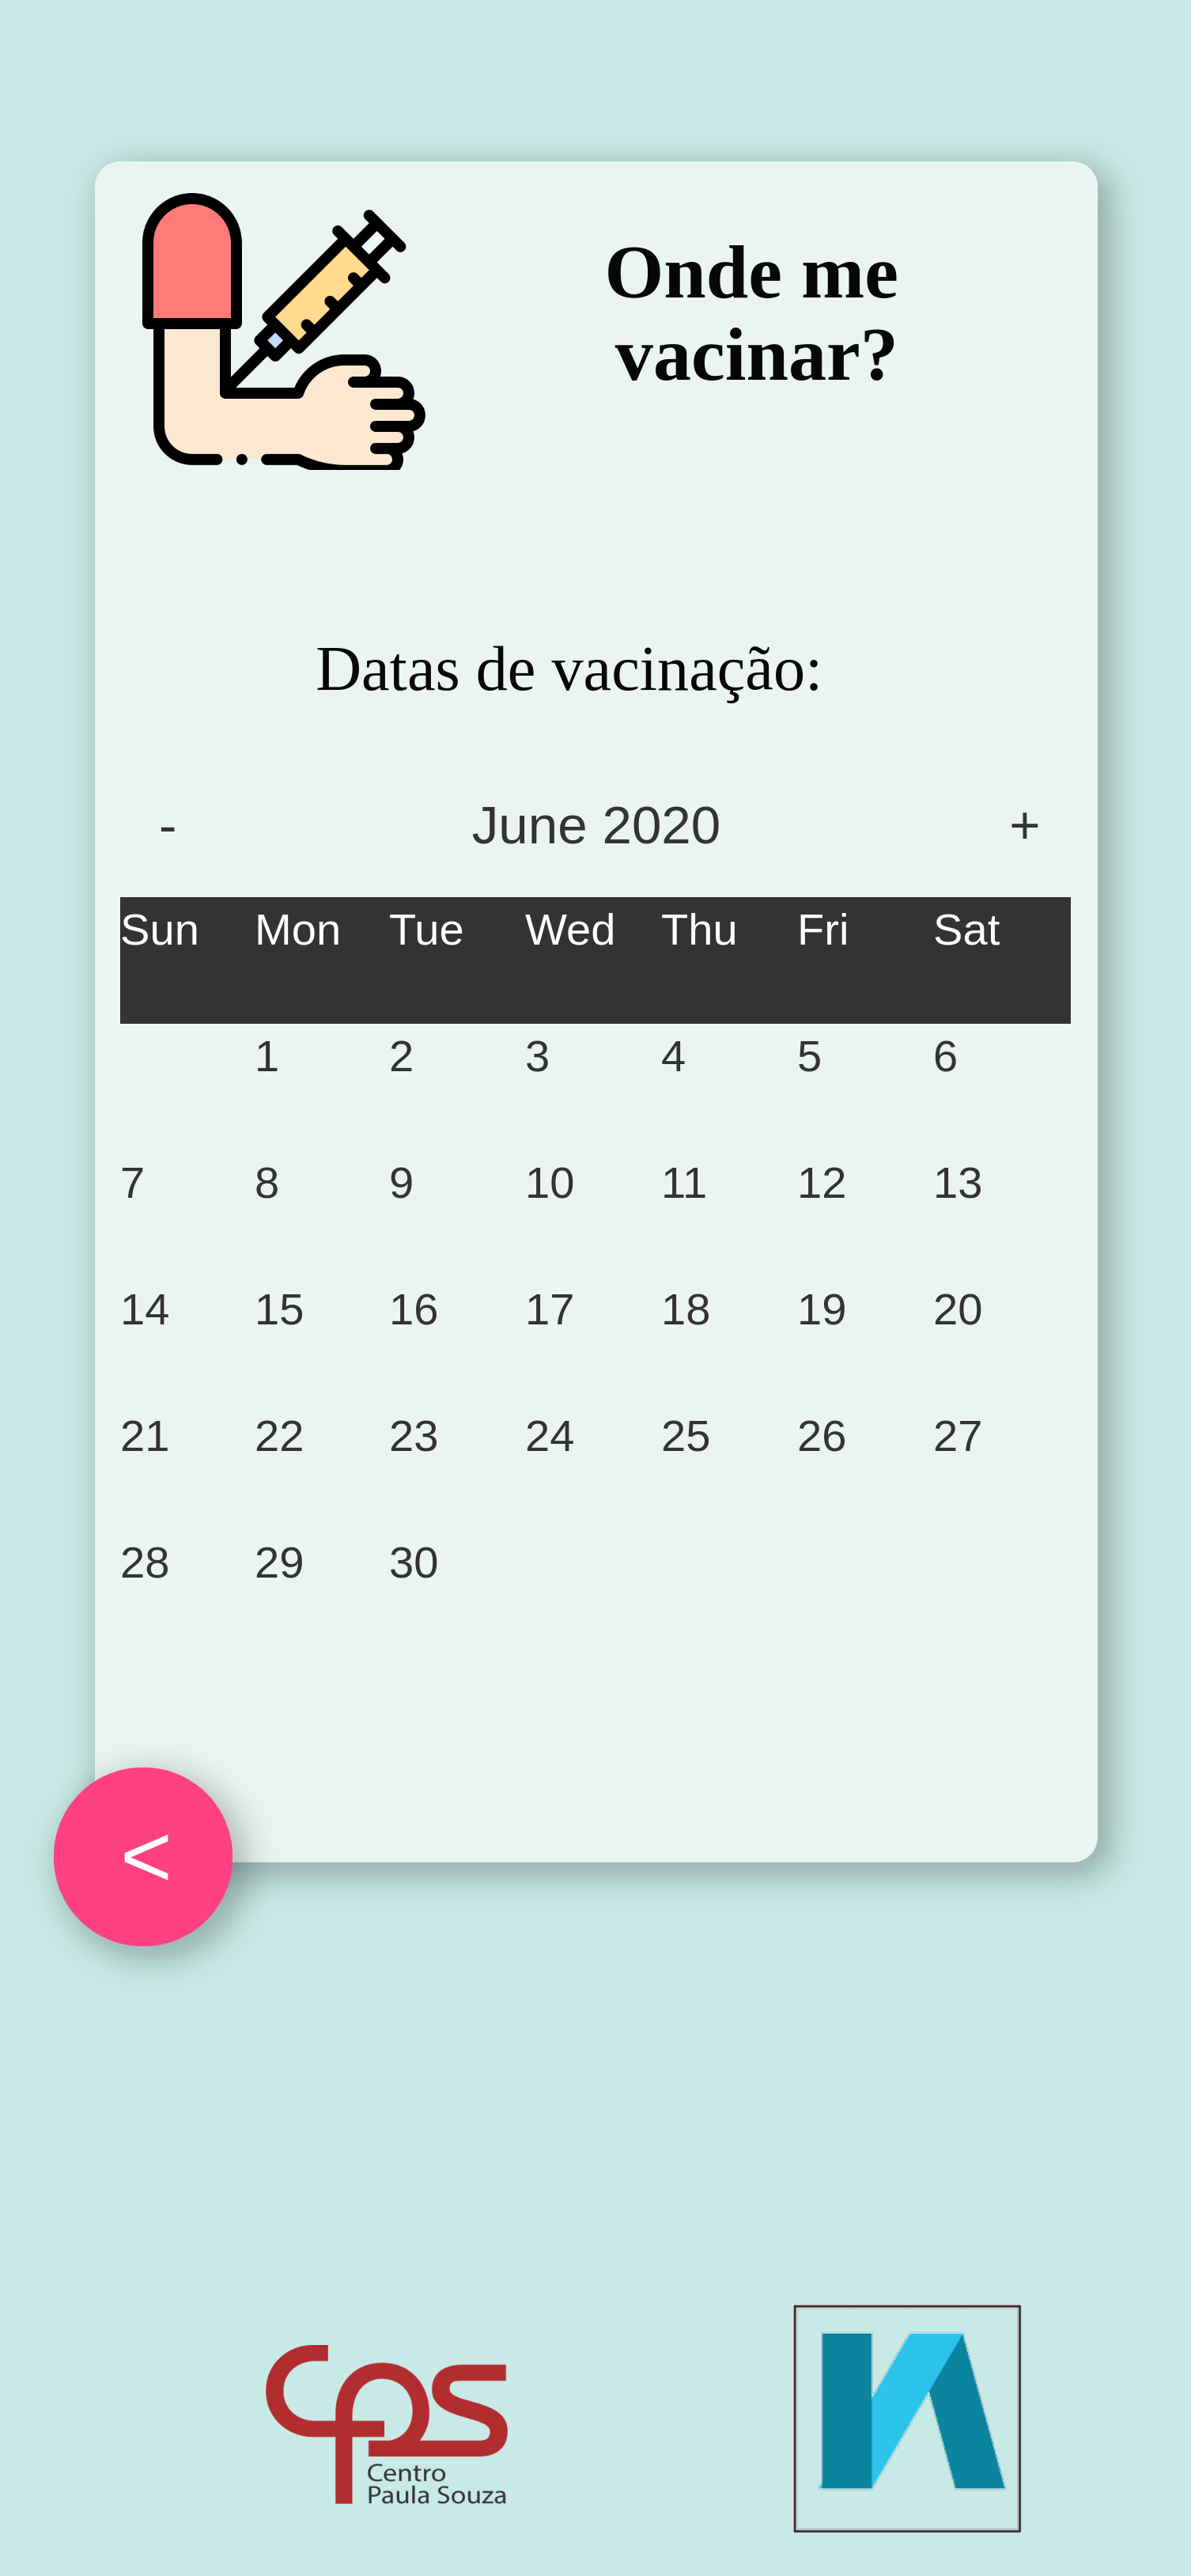 Onde me
vacinar?
Datas de vacinação:
- June 2020 +
Sun Mon Tue Wed Thu Fri Sat
1 2 3 4 5 6
7 8 9 10 11 12 13
14 15 16 17 18 19 20
21 22 23 24 25 26 27
28 29 30
<
cps
Centro
Paula Souza